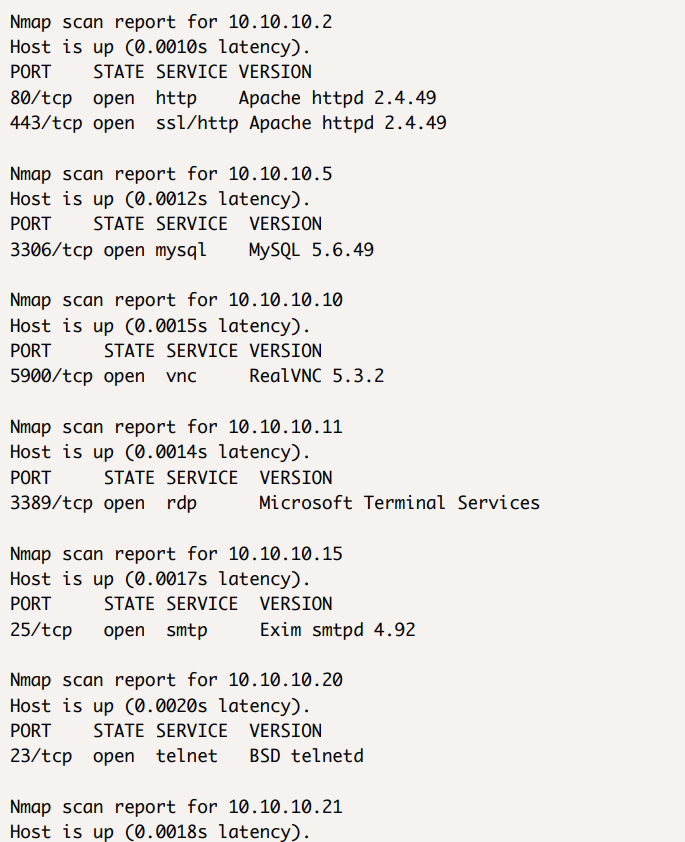 Nmap scan report for 10.10.10.2
Host is up (0.0010s latency).
PORT    STATE SERVICE VERSION
80/tcp  open  http    Apache httpd 2.4.49
443/tcp open  ssl/http Apache httpd 2.4.49

Nmap scan report for 10.10.10.5
Host is up (0.0012s latency).
PORT    STATE SERVICE  VERSION
3306/tcp open mysql    MySQL 5.6.49

Nmap scan report for 10.10.10.10
Host is up (0.0015s latency).
PORT     STATE SERVICE VERSION
5900/tcp open  vnc     RealVNC 5.3.2

Nmap scan report for 10.10.10.11
Host is up (0.0014s latency).
PORT     STATE SERVICE  VERSION
3389/tcp open  rdp      Microsoft Terminal Services

Nmap scan report for 10.10.10.15
Host is up (0.0017s latency).
PORT     STATE SERVICE  VERSION
25/tcp   open  smtp     Exim smtpd 4.92

Nmap scan report for 10.10.10.20
Host is up (0.0020s latency).
PORT    STATE SERVICE  VERSION
23/tcp  open  telnet   BSD telnetd

Nmap scan report for 10.10.10.21
Host is up (0.0018s latency).